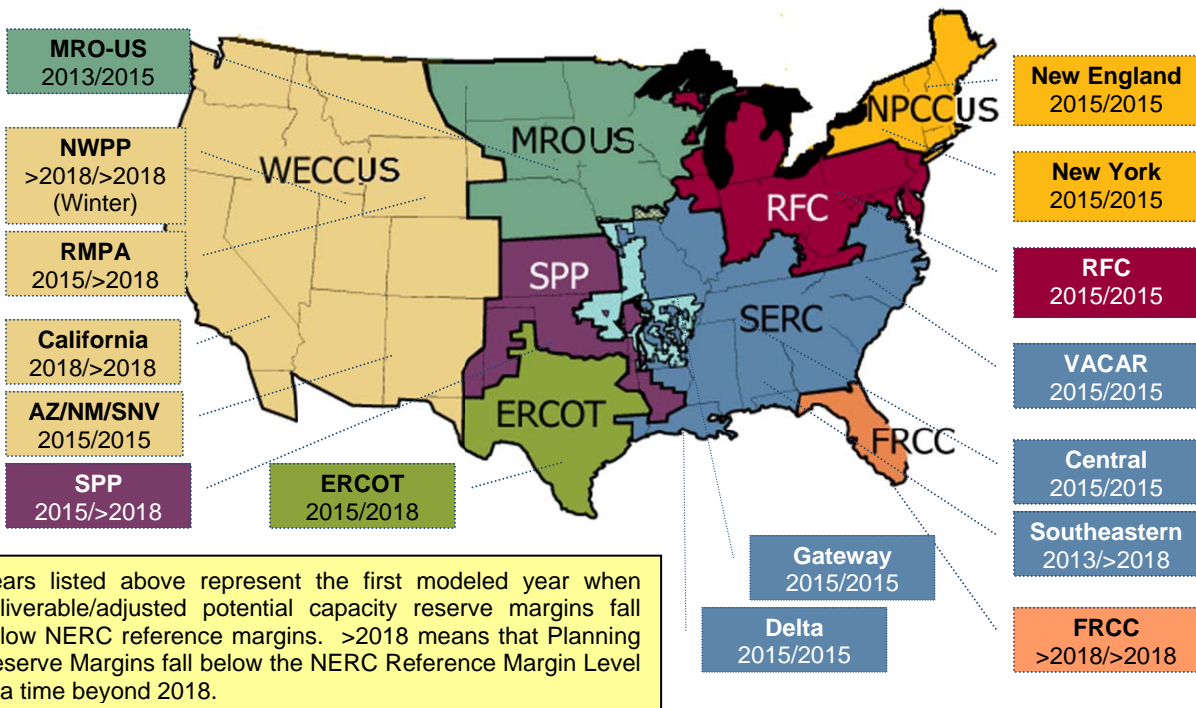 MRO-US
2013/2015
NWPP
>2018/>2018
(Winter)
RMPA
2015/>2018
California
2018/>2018
AZ/NM/SNV
2015/2015
SPP
2015/>2018
ERCOT
2015/2018
WECCUS
MROUS
SPP
ERCOT
RFC
SERC
NPCCUS
FRCC
New England
2015/2015
New York
2015/2015
RFC
2015/2015
VACAR
2015/2015
Central
2015/2015
Southeastern
2013/>2018
Gateway
2015/2015
Delta
2015/2015
FRCC
>2018/>2018
ears listed above represent the first modeled year when
liverable/adjusted potential capacity reserve margins fall
low NERC reference margins. >2018 means that Planning
eserve Margins fall below the NERC Reference Margin Level
a time beyond 2018.